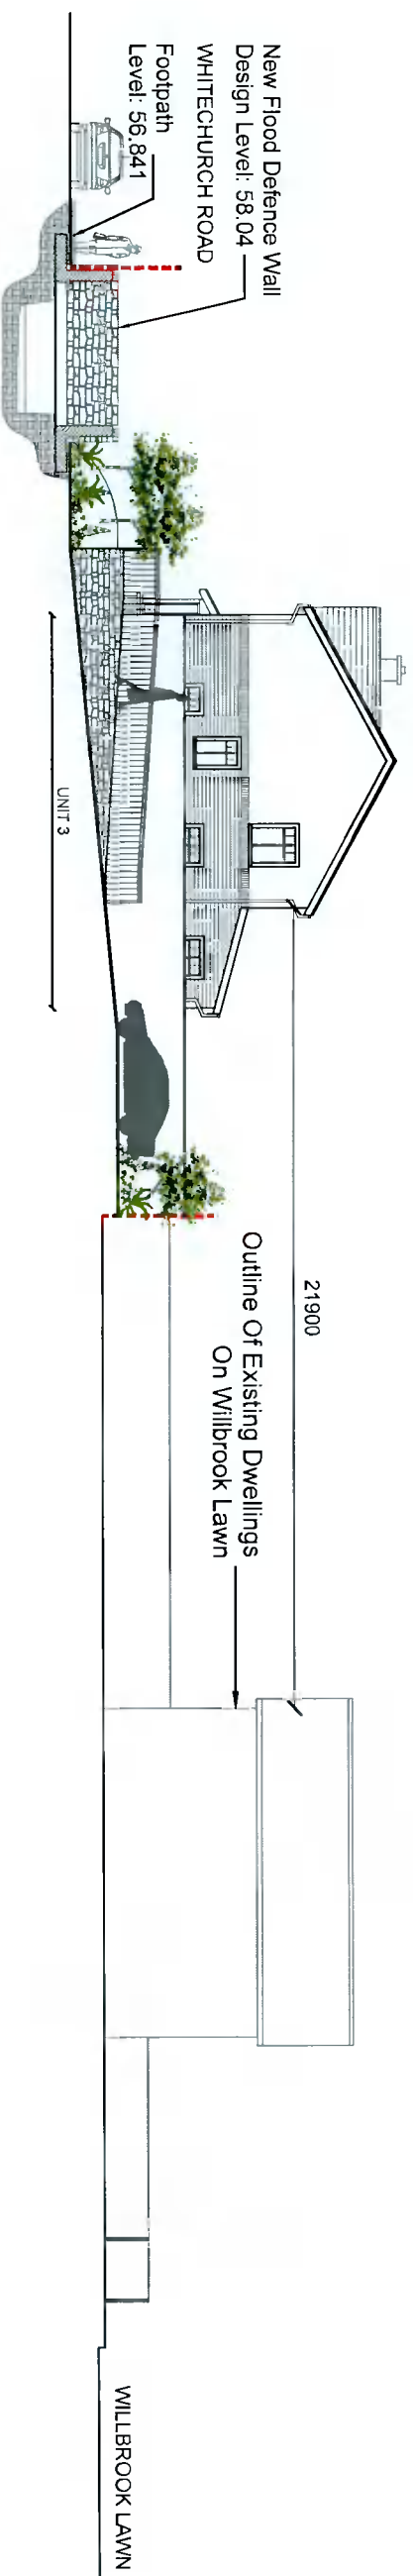 New Flood Defence Wall
Design Level: 58.04
WHITECHURCH ROAD
Footpath
Level: 56.841
UNIT 3
21900
Outline Of Existing Dwellings
On Willbrook Lawn
WILLBROOK LAWN